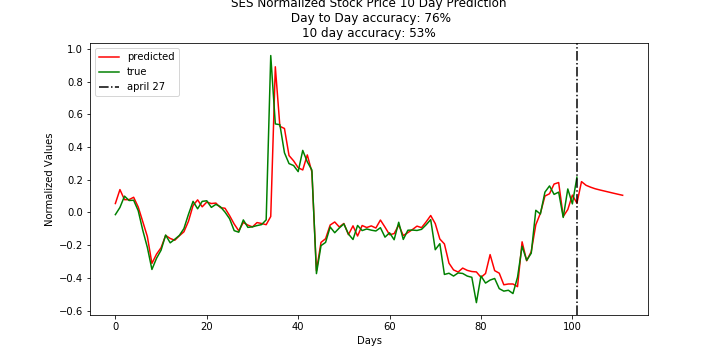 SES Normalized Stock Price 10 Day Prediction
Day to Day accuracy: 76%
10 day accuracy: 53%
predicted
true
april 27
Normalized Values
1.0
0.8
0.6
0.4
0.2
0.0
−0.2
−0.4
−0.6
0
20
40
60
80
100
Days